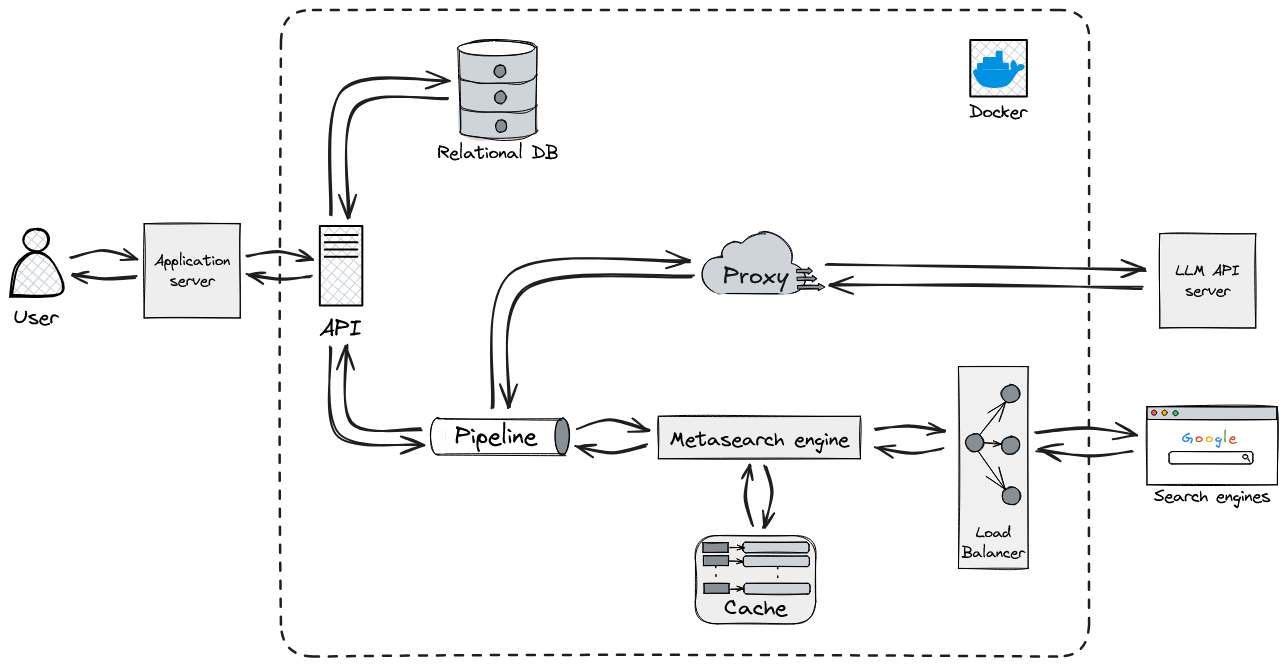 Docker
Relational DB
Application
server
User
API
Proxy
LLM API
server
Pipeline
Metasearch engine
Google
Search engines
Load
Balancer
Cache